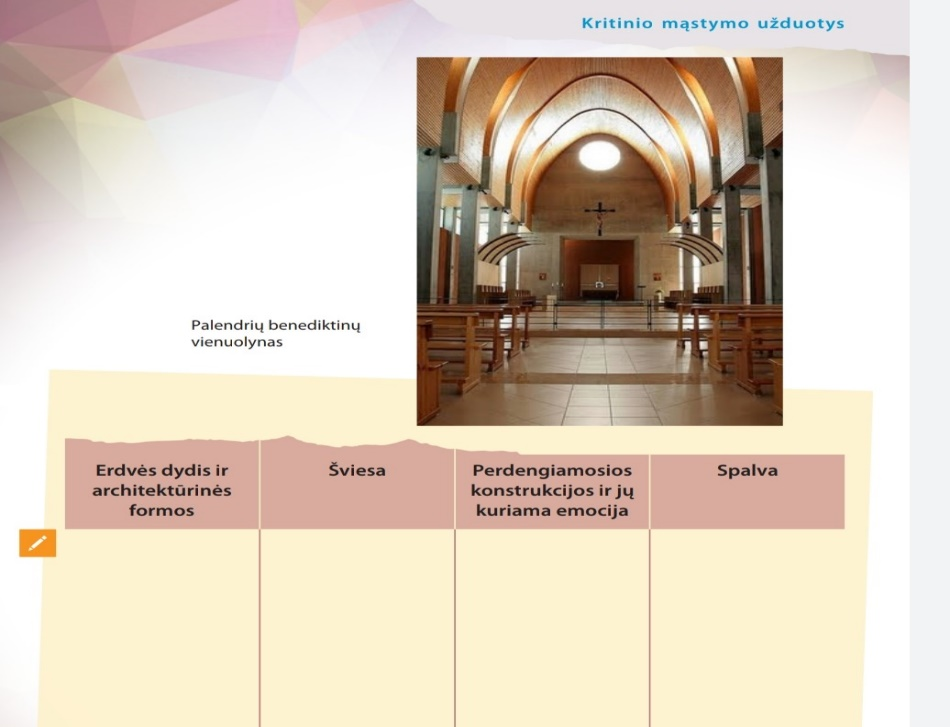 Kritinio mąstymo užduotys
Palendrių benediktinų
vienuolynas
Erdvės dydis ir
architektūrinės
formos
Šviesa
Perdengiamosios
konstrukcijos ir jų
kuriama emocija
Spalva